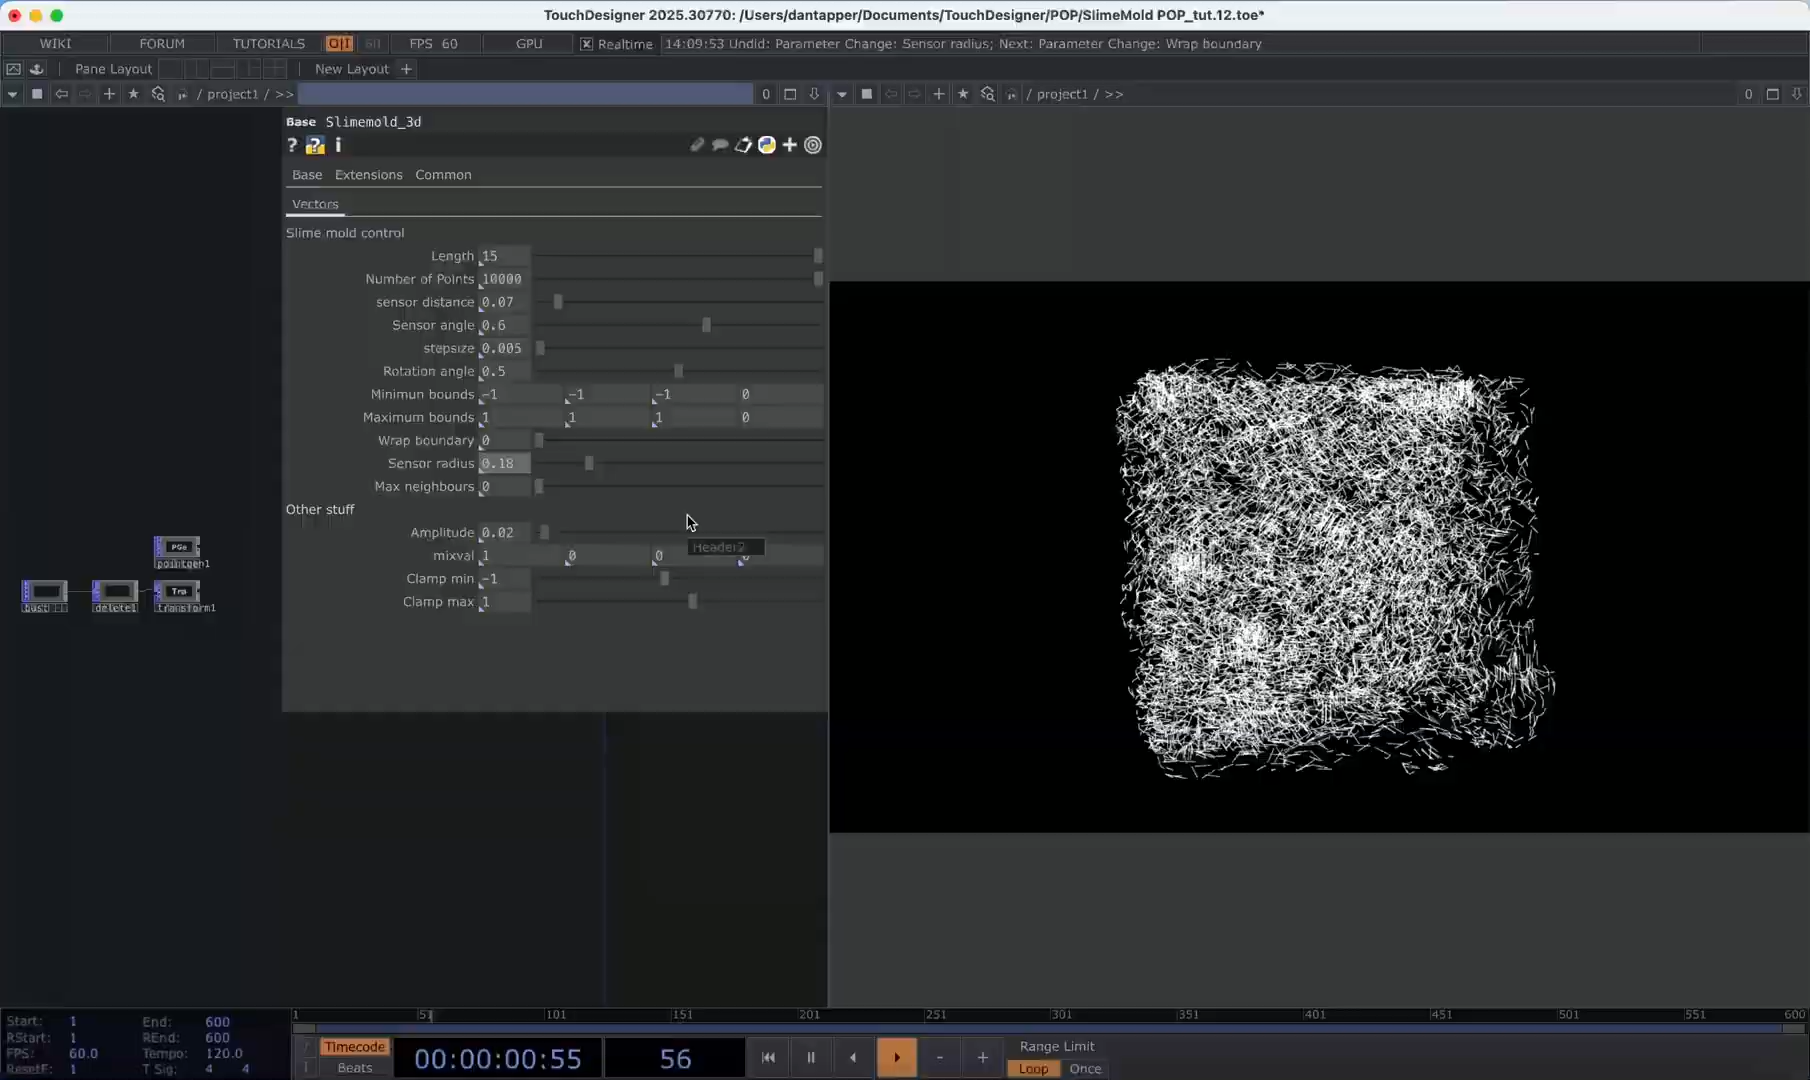 TouchDesigner 2025.30770: /Users/dantapper/Documents/TouchDesigner/POP/SlimeMold POP_tut.12.toe*
WIKI FORUM TUTORIALS O|I FPS 60 GPU Realtime 14:09:53 Undid: Parameter Change: Sensor radius; Next: Parameter Change: Wrap boundary
Pane Layout New Layout +
/ project1 / >> 0
/ project1 / >> 0
Base Slimemold_3d
? ? i
Base Extensions Common
Vectors
Slime mold control
Length 15
Number of Points 10000
sensor distance 0.07
Sensor angle 0.6
stepsize 0.005
Rotation angle 0.5
Minimun bounds -1 -1 -1 0
Maximum bounds 1 1 1 0
Wrap boundary 0
Sensor radius 0.18
Max neighbours 0
Other stuff
Amplitude 0.02
Header2
mixval 1 0 0 0
Clamp min -1
Clamp max 1
PGe
pointgen1
Tra
delete1 transform1
1 51 101 151 201 251 301 351 401 451 501 551 600
Start: 1 End: 600
RStart: 1 REnd: 600
FPS: 60.0 Tempo: 120.0
ResetF: 1 T Sig: 4 4
Timecode
Beats
00:00:00:55
56
- +
Range Limit
Loop Once